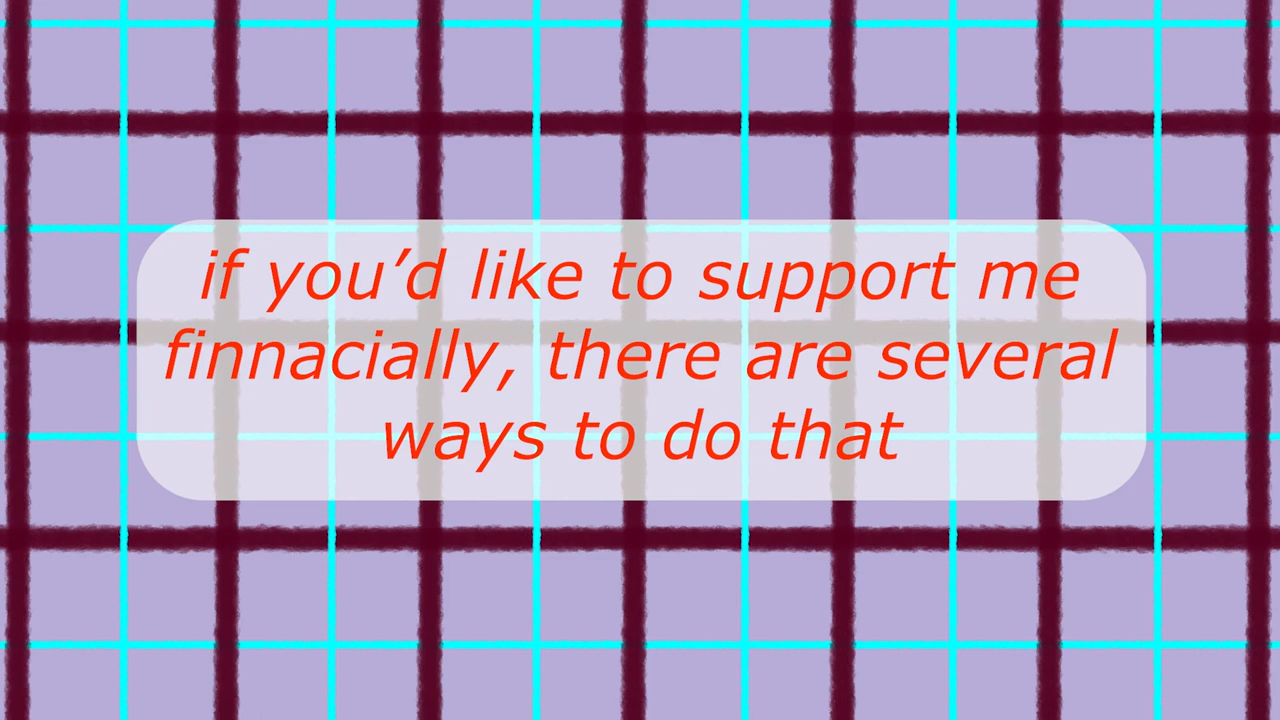 if you’d like to support me
finnacially, there are several
ways to do that